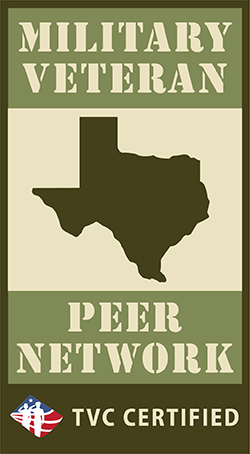 MILITARY
VETERAN
PEER
NETWORK
TVC CERTIFIED